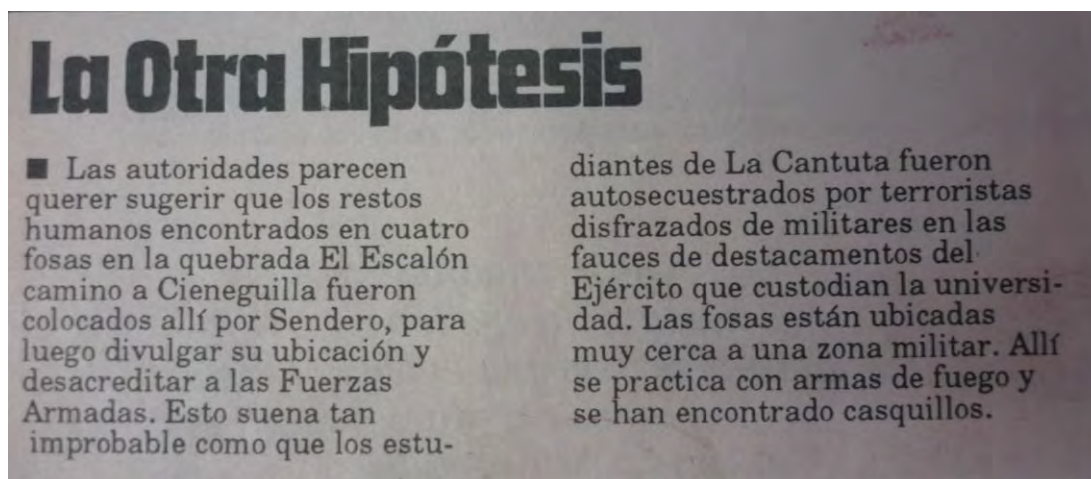 La Otra Hipótesis
■ Las autoridades parecen
querer sugerir que los restos
humanos encontrados en cuatro
fosas en la quebrada El Escalón
camino a Cieneguilla fueron
colocados allí por Sendero, para
luego divulgar su ubicación y
desacreditar a las Fuerzas
Armadas. Esto suena tan
improbable como que los estu-
diantes de La Cantuta fueron
autosecuestrados por terroristas
disfrazados de militares en las
fauces de destacamentos del
Ejército que custodian la universi-
dad. Las fosas están ubicadas
muy cerca a una zona militar. Allí
se practica con armas de fuego y
se han encontrado casquillos.